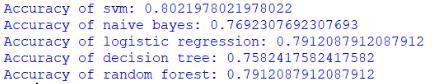 Accuracy of svm: 0.8021978021978022
Accuracy of naive bayes: 0.7692307692307693
Accuracy of logistic regression: 0.7912087912087912
Accuracy of decision tree: 0.7582417582417582
Accuracy of random forest: 0.7912087912087912